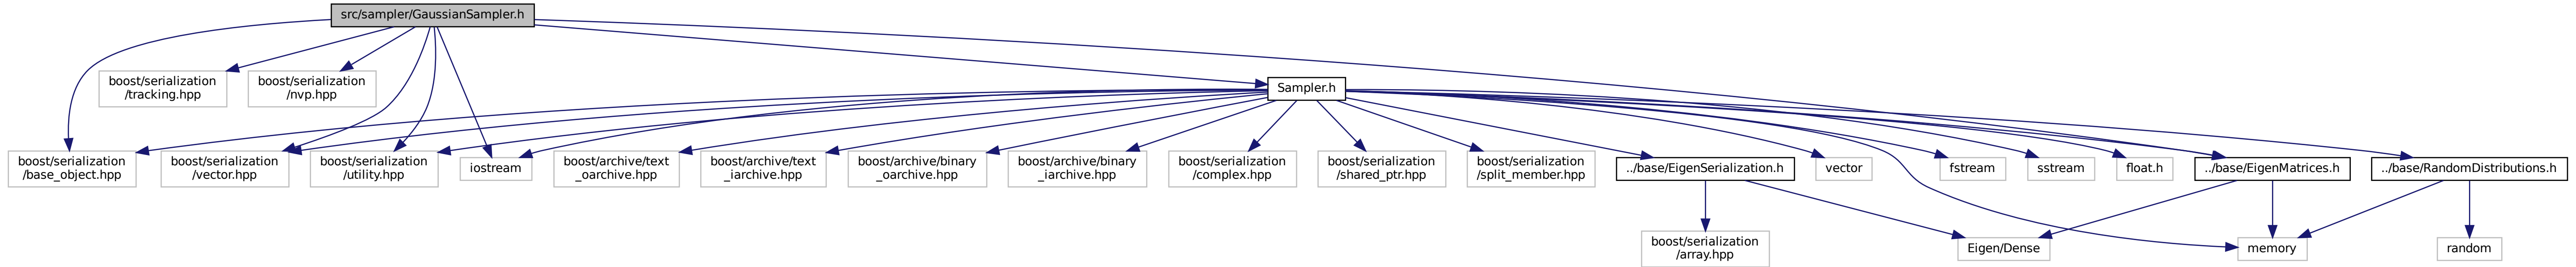 src/sampler/GaussianSampler.h
boost/serialization
/tracking.hpp
boost/serialization
/nvp.hpp
Sampler.h
boost/serialization
/base_object.hpp
boost/serialization
/vector.hpp
boost/serialization
/utility.hpp
iostream
boost/archive/text
_oarchive.hpp
boost/archive/text
_iarchive.hpp
boost/archive/binary
_oarchive.hpp
boost/archive/binary
_iarchive.hpp
boost/serialization
/complex.hpp
boost/serialization
/shared_ptr.hpp
boost/serialization
/split_member.hpp
../base/EigenSerialization.h
vector
fstream
sstream
float.h
../base/EigenMatrices.h
../base/RandomDistributions.h
boost/serialization
/array.hpp
Eigen/Dense
memory
random